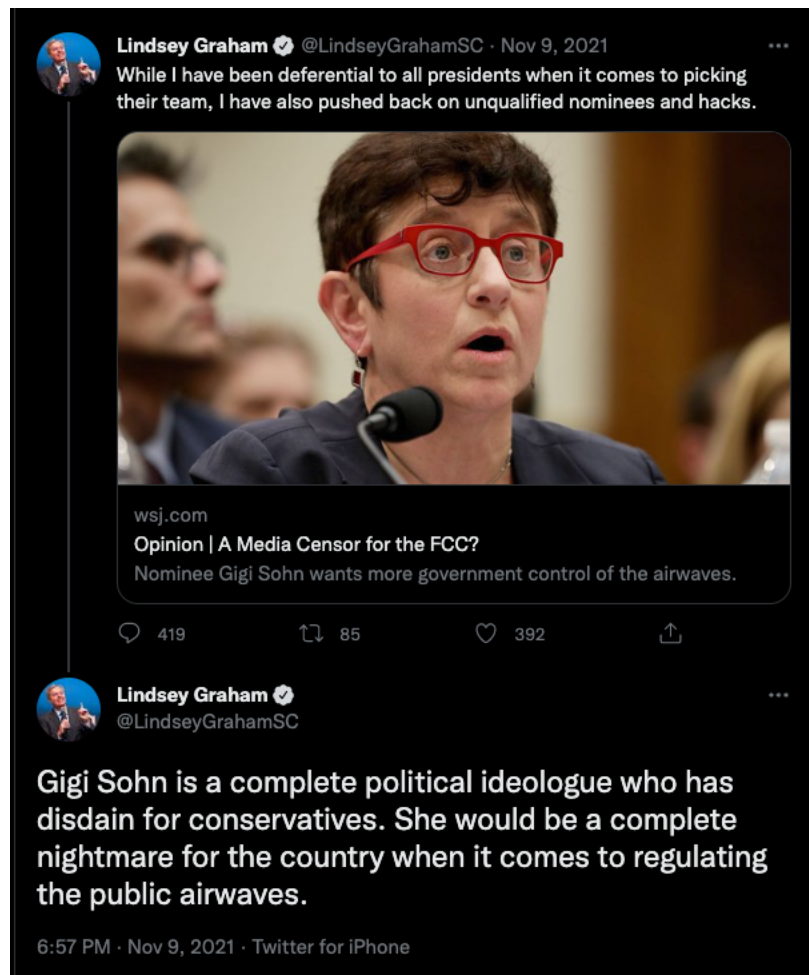 Lindsey Graham @LindseyGrahamSC · Nov 9, 2021
While I have been deferential to all presidents when it comes to picking
their team, I have also pushed back on unqualified nominees and hacks.
wsj.com
Opinion | A Media Censor for the FCC?
Nominee Gigi Sohn wants more government control of the airwaves.
419 85 392
Lindsey Graham
@LindseyGrahamSC
Gigi Sohn is a complete political ideologue who has
disdain for conservatives. She would be a complete
nightmare for the country when it comes to regulating
the public airwaves.
6:57 PM · Nov 9, 2021 · Twitter for iPhone